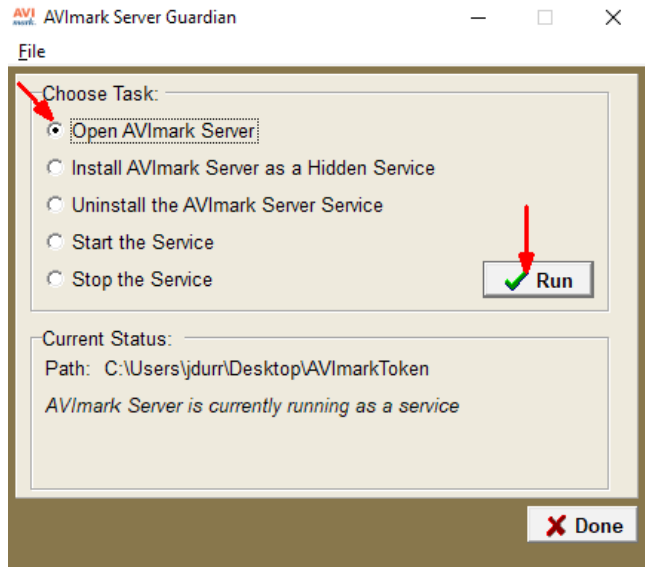 AVI mark. AVImark Server Guardian
File
Choose Task:
Open AVImark Server
Install AVImark Server as a Hidden Service
Uninstall the AVImark Server Service
Start the Service
Stop the Service
Run
Current Status:
Path: C:\Users\jdurr\Desktop\AVImarkToken
AVImark Server is currently running as a service
Done